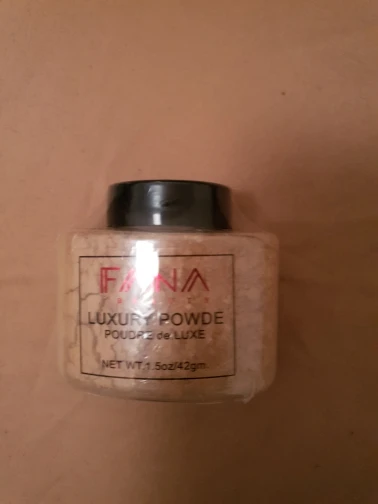 FANA
LUXURY POWDE
POUDRE de LUXE
NET WT 1.5oz/42gm